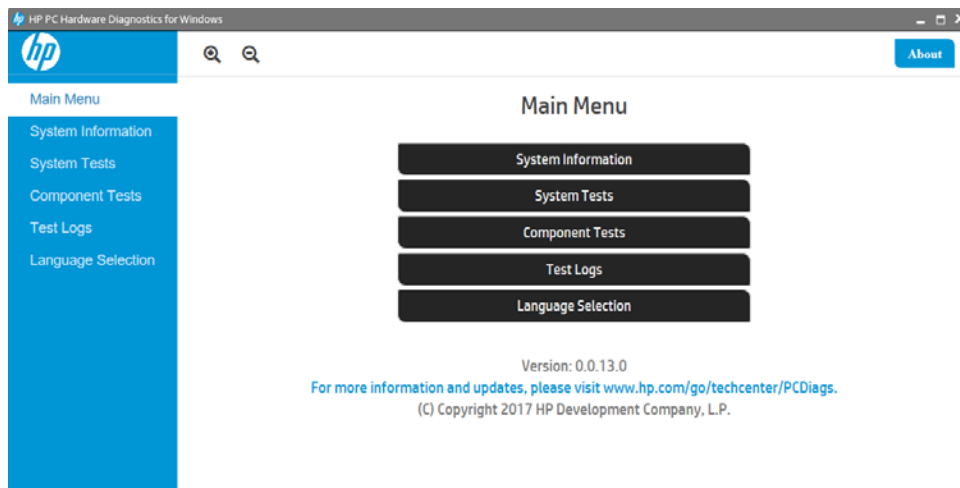 HP PC Hardware Diagnostics for Windows
hp
About
Main Menu
System Information
System Tests
Component Tests
Test Logs
Language Selection
Main Menu
System Information
System Tests
Component Tests
Test Logs
Language Selection
Version: 0.0.13.0
For more information and updates, please visit www.hp.com/go/techcenter/PCDiags.
(C) Copyright 2017 HP Development Company, L.P.